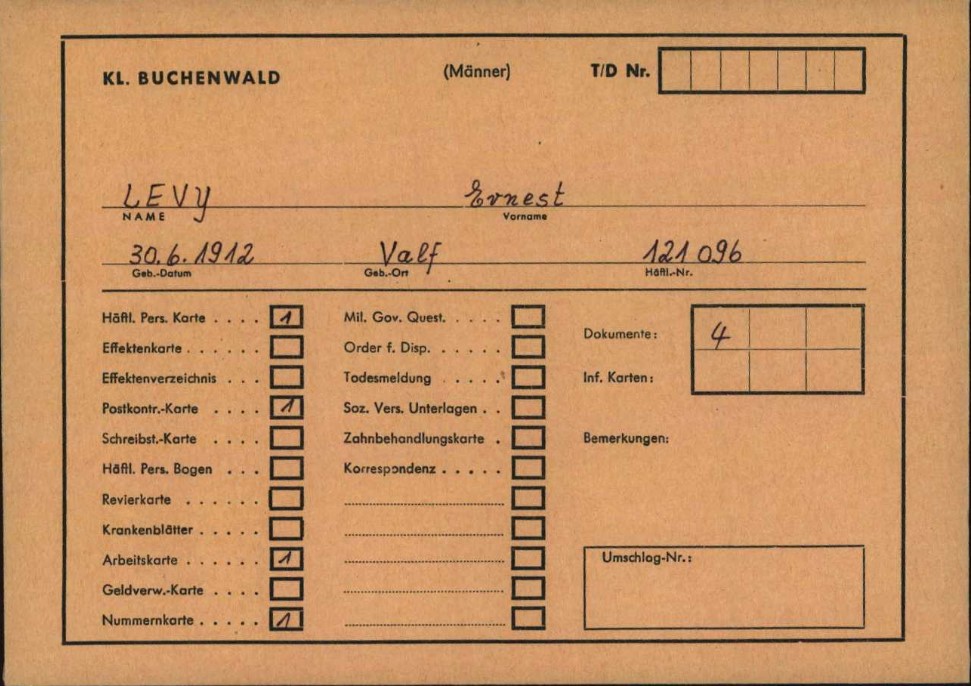 KL. BUCHENWALD (Männer) T/D Nr.
LEVY Ernest
NAME Vorname
30.6.1912 Valf 121096
Geb.-Datum Geb.-Ort Häftl.-Nr.
Häftl. Pers. Karte . . . . 1 Mil. Gov. Quest. . . . . . Dokumente: 4
Effektenkarte . . . . . . Order f. Disp. . . . . . .
Effektenverzeichnis . . . Todesmeldung . . . . . Inf. Karten:
Postkontr.-Karte . . . . 1 Soz. Vers. Unterlagen . .
Schreibst.-Karte . . . . Zahnbehandlungskarte . Bemerkungen:
Häftl. Pers. Bogen . . . Korrespondenz . . . . .
Revierkarte . . . . . .
Krankenblätter . . . . .
Arbeitskarte . . . . . . 1 Umschlag-Nr.:
Geldverw.-Karte . . . .
Nummernkarte . . . . . 1